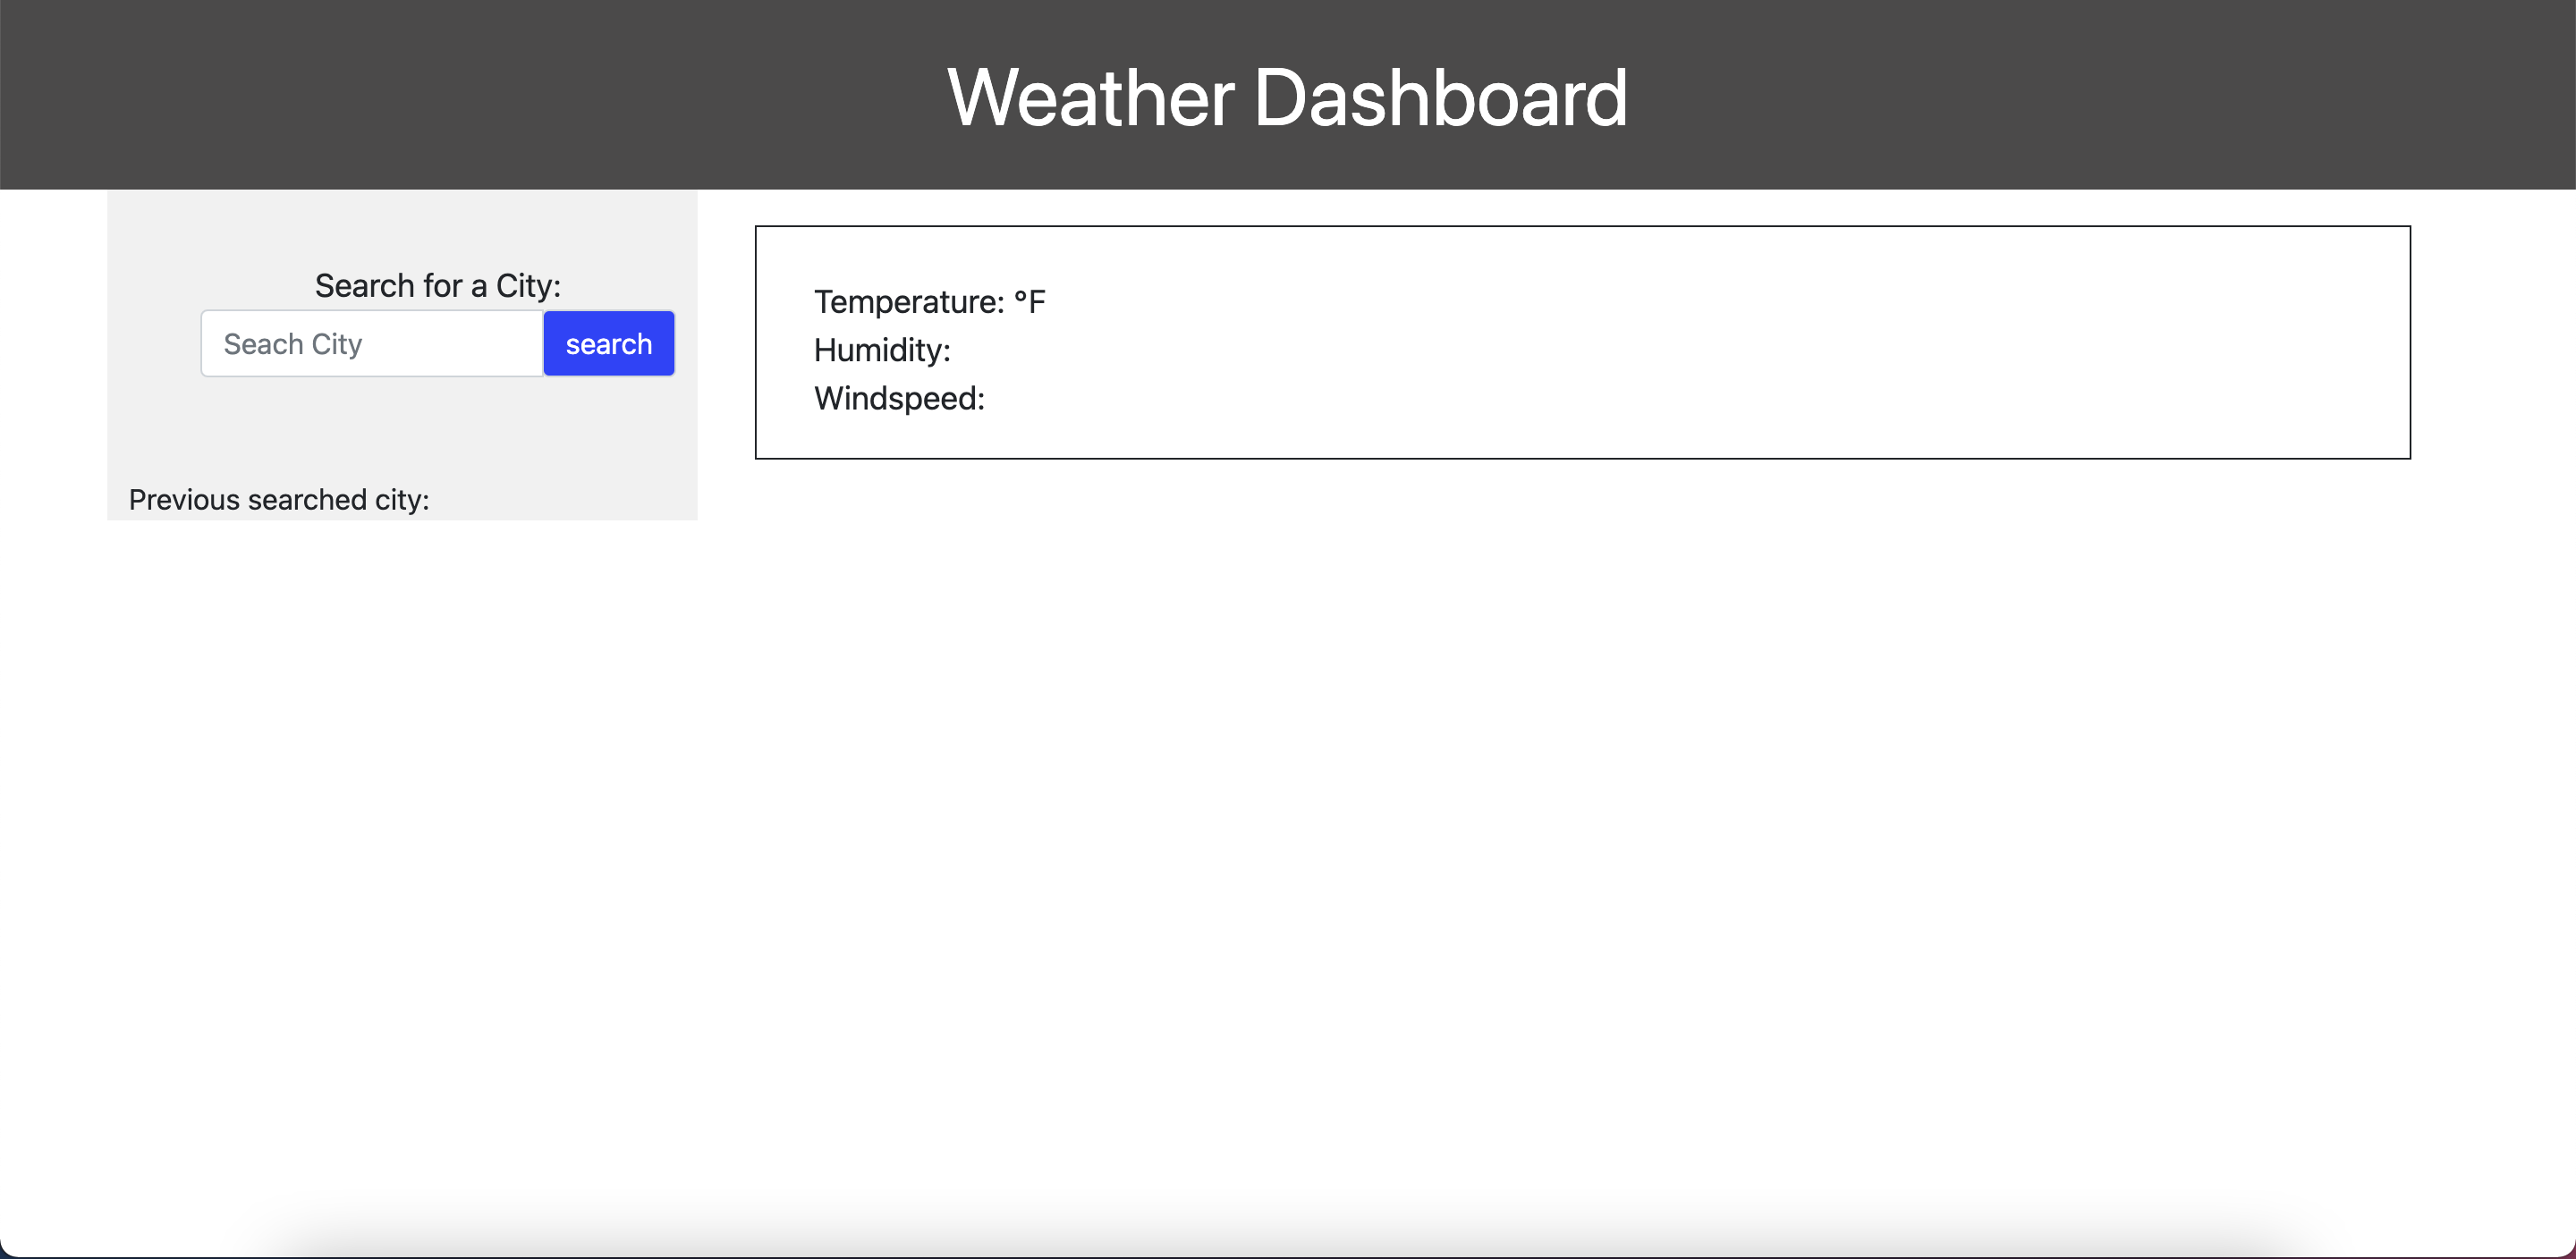 Weather Dashboard
Search for a City:
Seach City
search
Previous searched city:
Temperature: °F
Humidity:
Windspeed: